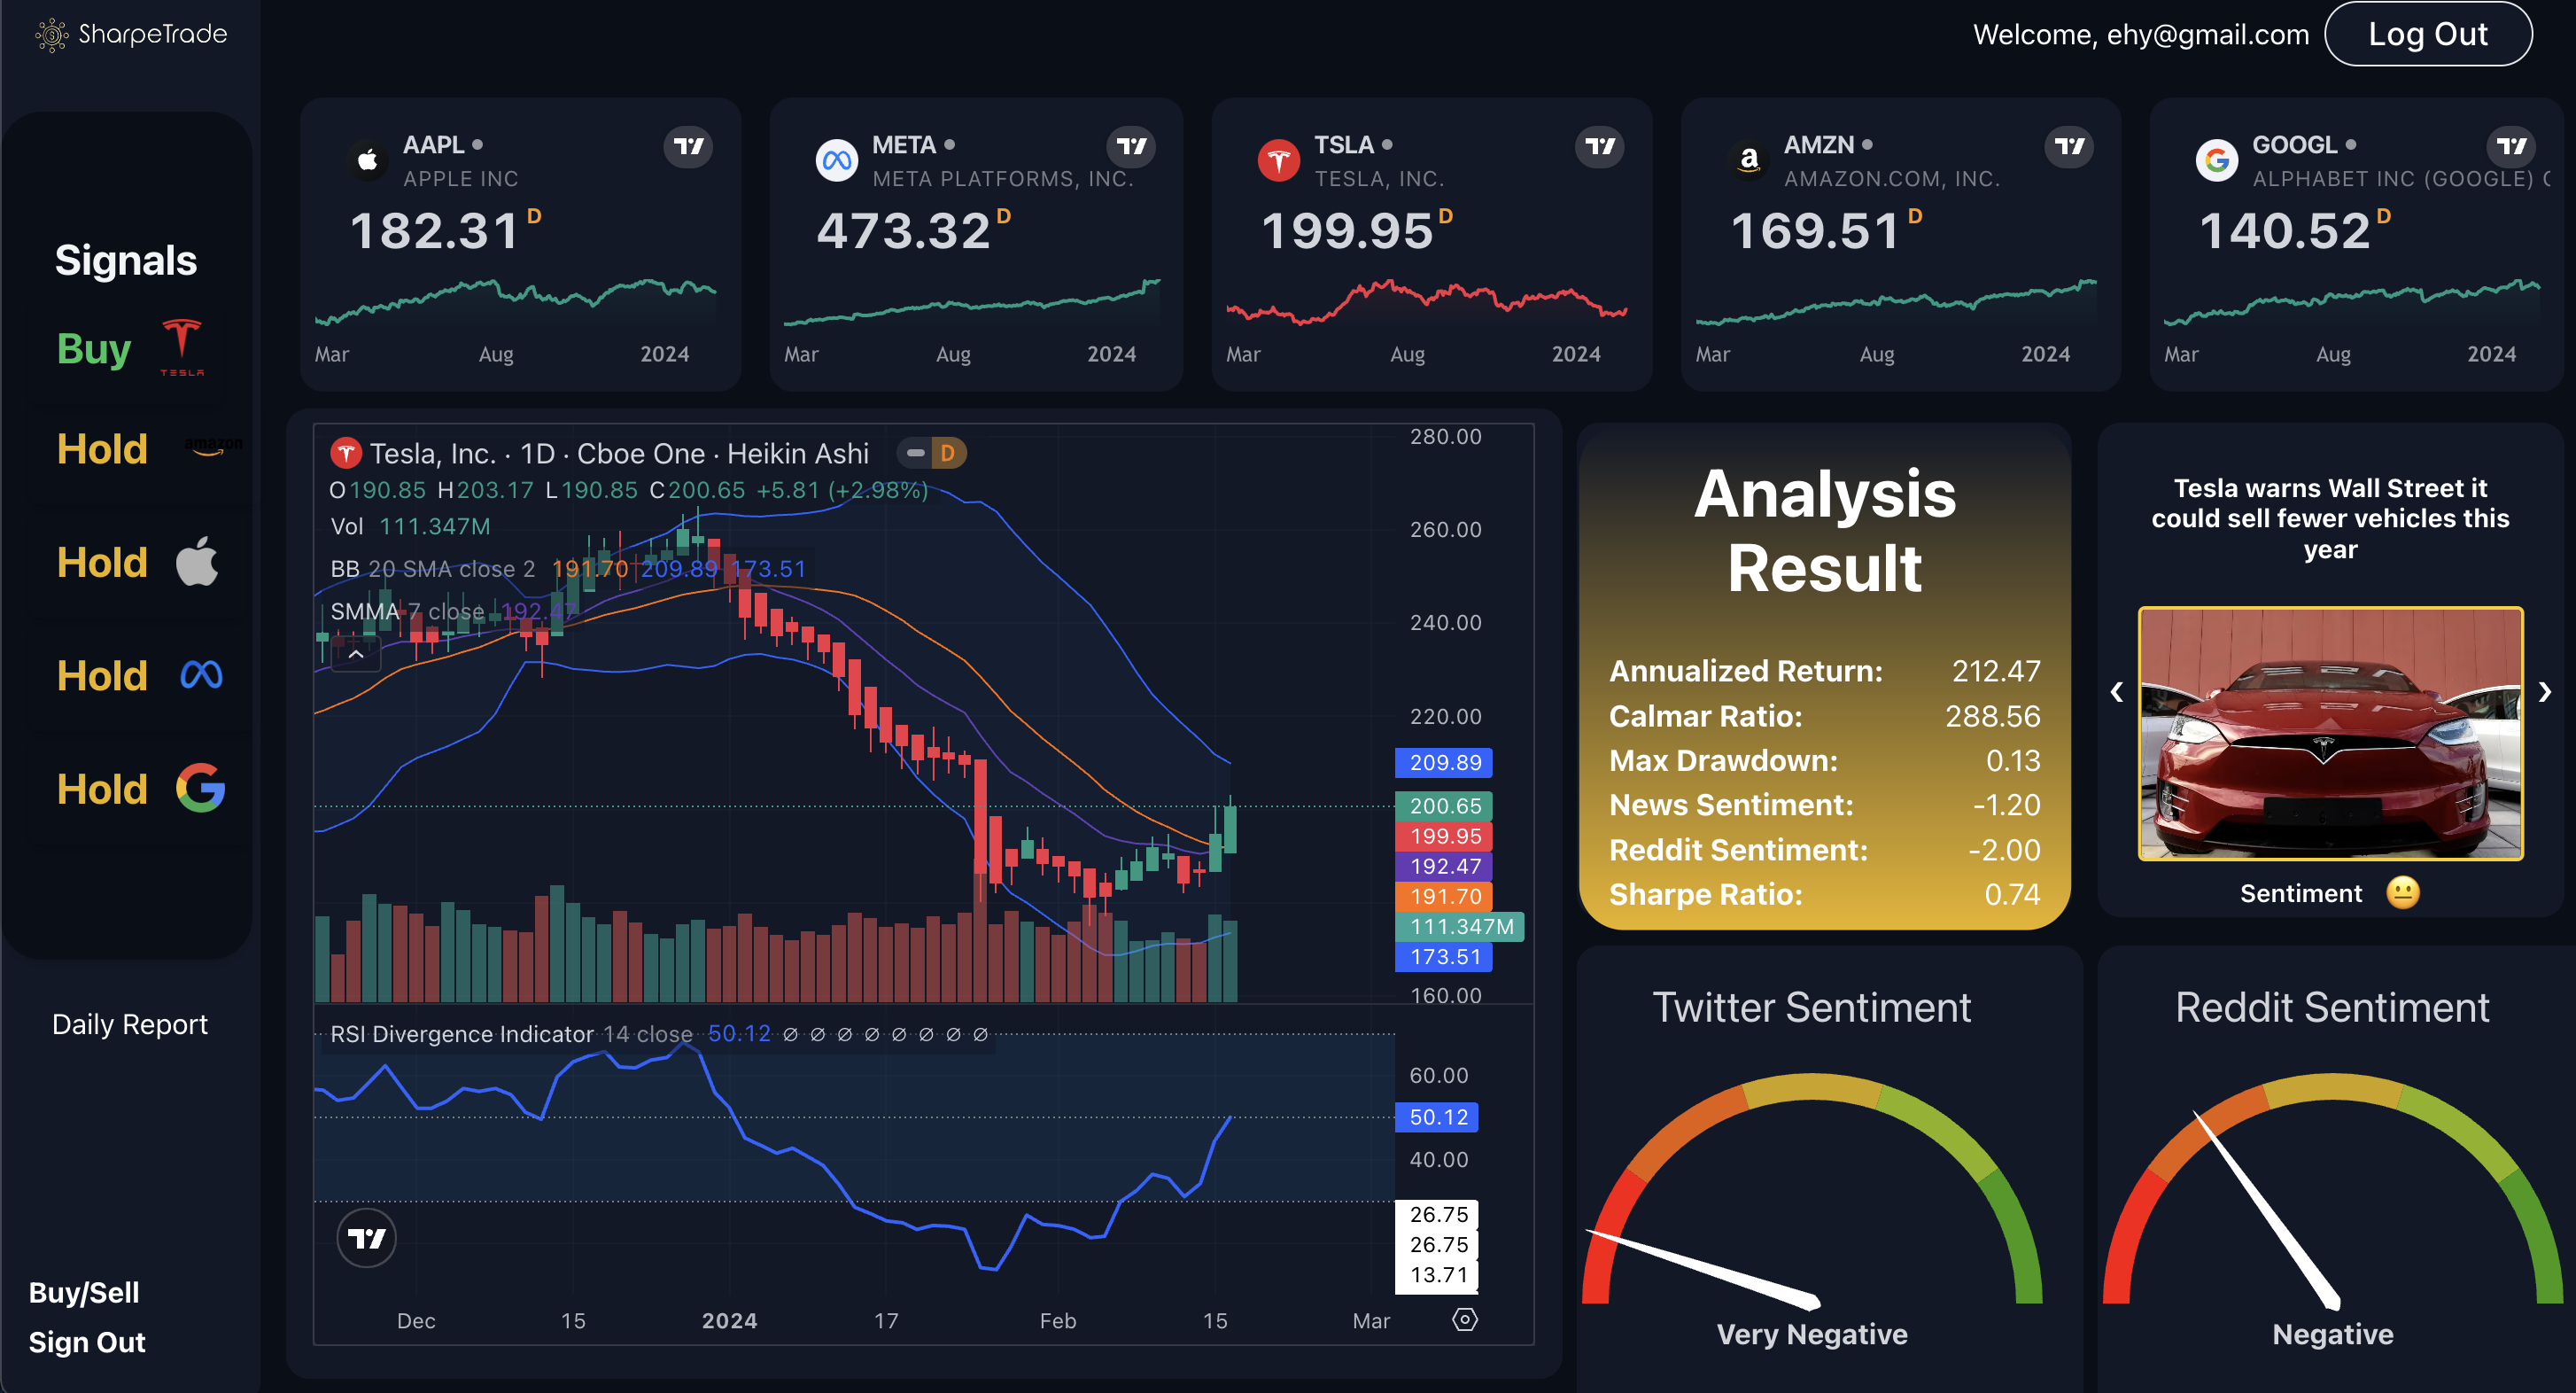 SharpeTrade
Welcome, ehy@gmail.com
Log Out
Signals
Buy TESLA
Hold amazon
Hold
Hold
Hold
Daily Report
Buy/Sell
Sign Out
AAPL
APPLE INC
182.31 D
Mar Aug 2024
META
META PLATFORMS, INC.
473.32 D
Mar Aug 2024
TSLA
TESLA, INC.
199.95 D
Mar Aug 2024
AMZN
AMAZON.COM, INC.
169.51 D
Mar Aug 2024
GOOGL
ALPHABET INC (GOOGLE) C
140.52 D
Mar Aug 2024
Tesla, Inc. · 1D · Cboe One · Heikin Ashi D
O190.85 H203.17 L190.85 C200.65 +5.81 (+2.98%)
Vol 111.347M
BB 20 SMA close 2 191.70 209.89 173.51
SMMA 7 close 192.47
280.00
260.00
240.00
220.00
209.89
200.65
199.95
192.47
191.70
111.347M
173.51
160.00
RSI Divergence Indicator 14 close 50.12 ∅ ∅ ∅ ∅ ∅ ∅ ∅ ∅
60.00
50.12
40.00
26.75
26.75
13.71
Dec 15 2024 17 Feb 15 Mar
Analysis
Result
Annualized Return: 212.47
Calmar Ratio: 288.56
Max Drawdown: 0.13
News Sentiment: -1.20
Reddit Sentiment: -2.00
Sharpe Ratio: 0.74
Tesla warns Wall Street it
could sell fewer vehicles this
year
❮ ❯
Sentiment 😐
Twitter Sentiment
Very Negative
Reddit Sentiment
Negative